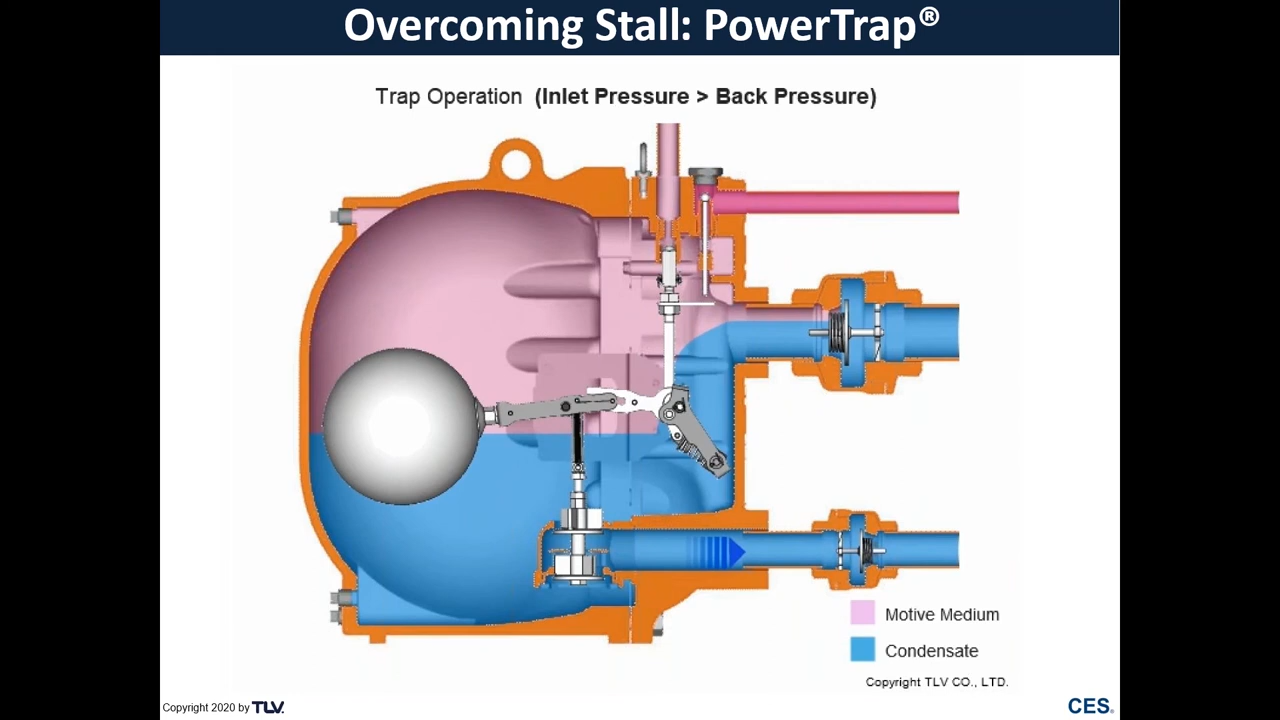 Overcoming Stall: PowerTrap®
Trap Operation (Inlet Pressure > Back Pressure)
Motive Medium
Condensate
Copyright TLV CO., LTD.
Copyright 2020 by TLV.
CES®